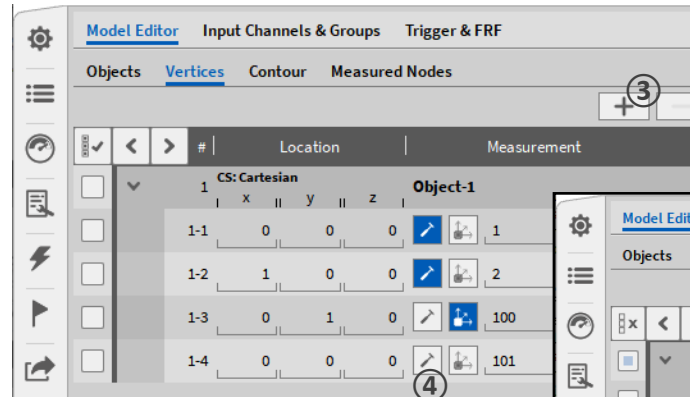 Model Editor Input Channels & Groups Trigger & FRF
Objects Vertices Contour Measured Nodes
③
# Location Measurement
1 CS: Cartesian Object-1
x y z
1-1 0 0 0 1
1-2 1 0 0 2
1-3 0 1 0 100
1-4 0 0 0 101
④
Model Edit
Objects